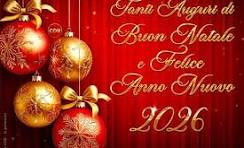 Tanti Auguri di
Buon Natale
e Felice
Anno Nuovo
2026